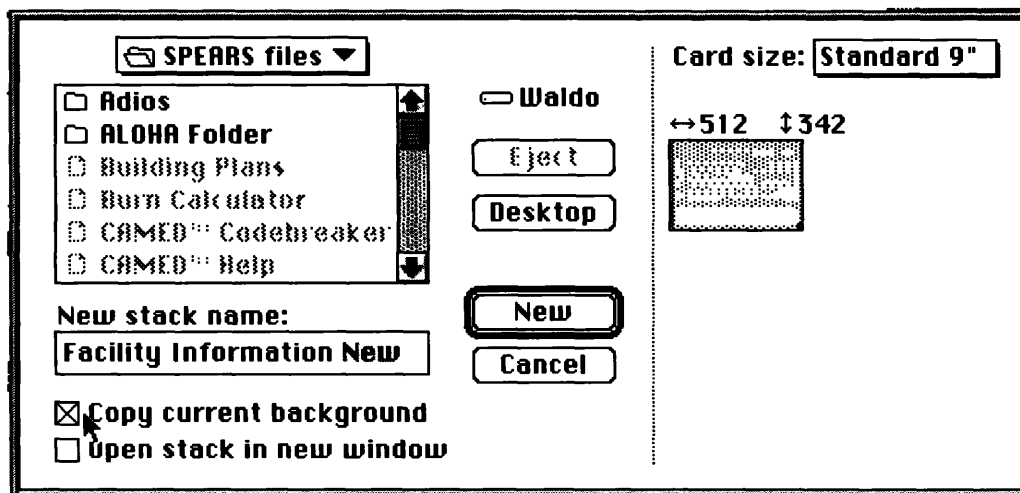 SPEARS files
Adios
ALOHA Folder
Building Plans
Burn Calculator
CAMEO™ Codebreaker
CAMEO™ Help
New stack name:
Facility Information New
Copy current background
Open stack in new window
Waldo
Eject
Desktop
New
Cancel
Card size: Standard 9"
↔512 ↕342